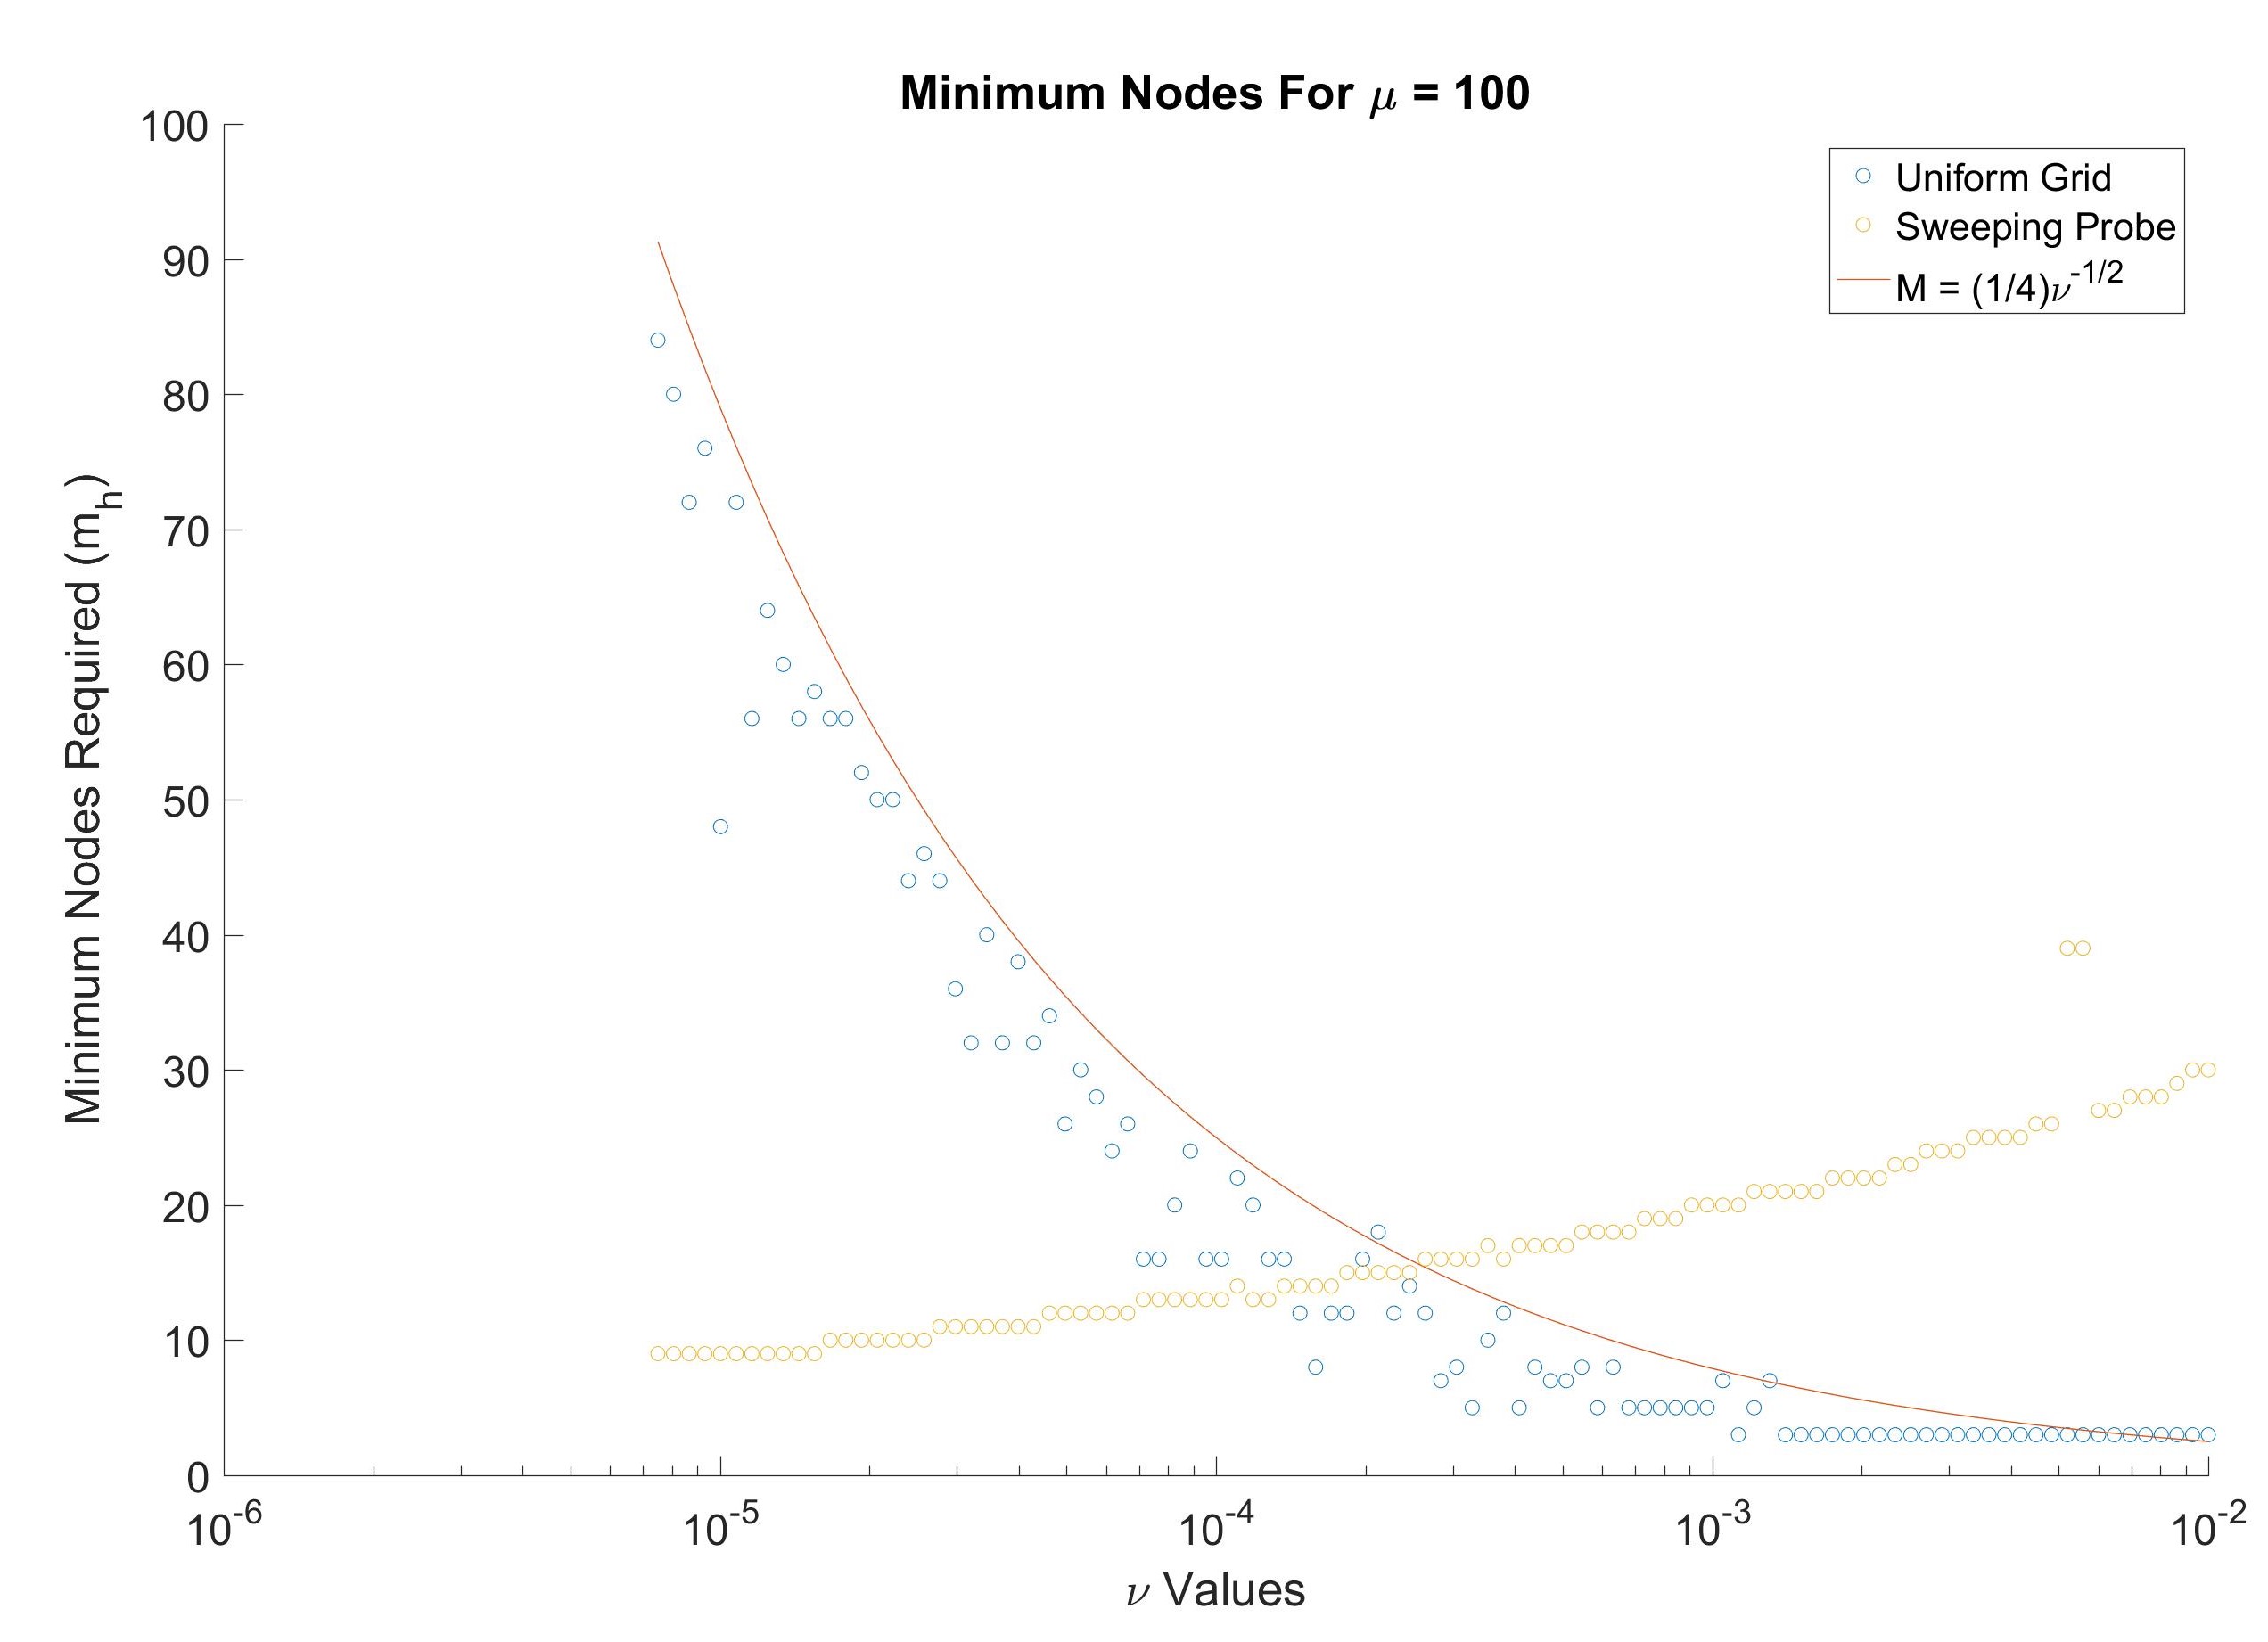 Minimum Nodes For μ = 100
Uniform Grid
Sweeping Probe
M = (1/4)ν^-1/2
Minimum Nodes Required (m_h)
100
90
80
70
60
50
40
30
20
10
0
10^-6
10^-5
10^-4
10^-3
10^-2
ν Values